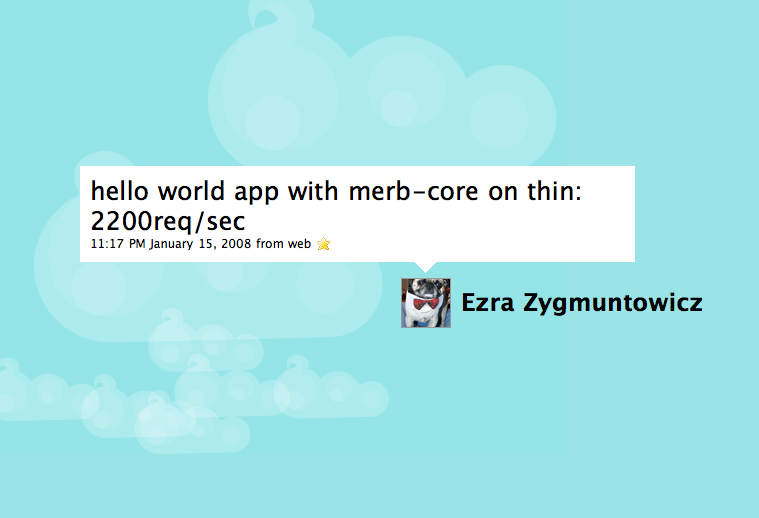 hello world app with merb-core on thin:
2200req/sec
11:17 PM January 15, 2008 from web
Ezra Zygmuntowicz